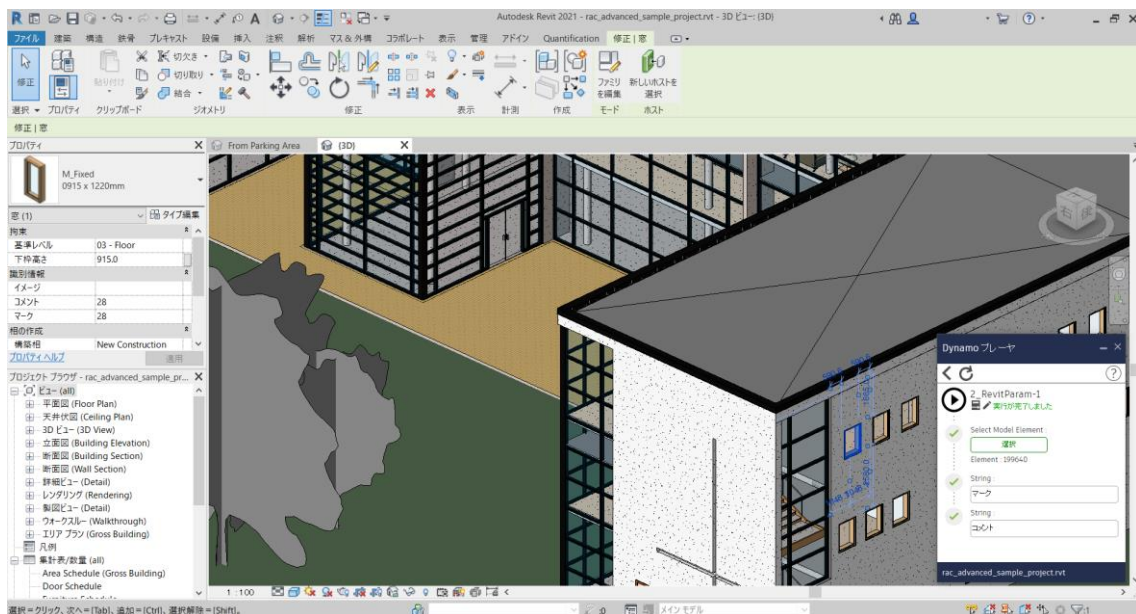 Autodesk Revit 2021 - rac_advanced_sample_project.rvt - 3D ビュー: {3D}
ファイル 建築 構造 鉄骨 プレキャスト 設備 挿入 注釈 解析 マス & 外構 コラボレート 表示 管理 アドイン Quantification 修正 | 窓
修正 貼り付け 切欠き 切り取り 結合 ファミリを編集 新しいホストを選択
選択 プロパティ クリップボード ジオメトリ 修正 表示 計測 作成 モード ホスト
修正 | 窓
プロパティ
From Parking Area
{3D}
M_Fixed
0915 x 1220mm
窓 (1) タイプ編集
拘束
基準レベル 03 - Floor
下枠高さ 915.0
識別情報
イメージ
コメント 28
マーク 28
相の作成
構築相 New Construction
プロパティ ヘルプ 適用
プロジェクト ブラウザ - rac_advanced_sample_pr...
ビュー (all)
平面図 (Floor Plan)
天井伏図 (Ceiling Plan)
3D ビュー (3D View)
立面図 (Building Elevation)
断面図 (Building Section)
断面図 (Wall Section)
詳細ビュー (Detail)
レンダリング (Rendering)
製図ビュー (Detail)
ウォークスルー (Walkthrough)
エリア プラン (Gross Building)
凡例
集計表/数量 (all)
Area Schedule (Gross Building)
Door Schedule
Dynamo プレーヤ
2_RevitParam-1
実行が完了しました
Select Model Element :
選択
Element : 199640
String :
マーク
String :
コメント
rac_advanced_sample_project.rvt
1 : 100
選択 = クリック、次へ = [Tab]、追加 = [Ctrl]、選択解除 = [Shift]。 :0 メイン モデル :1